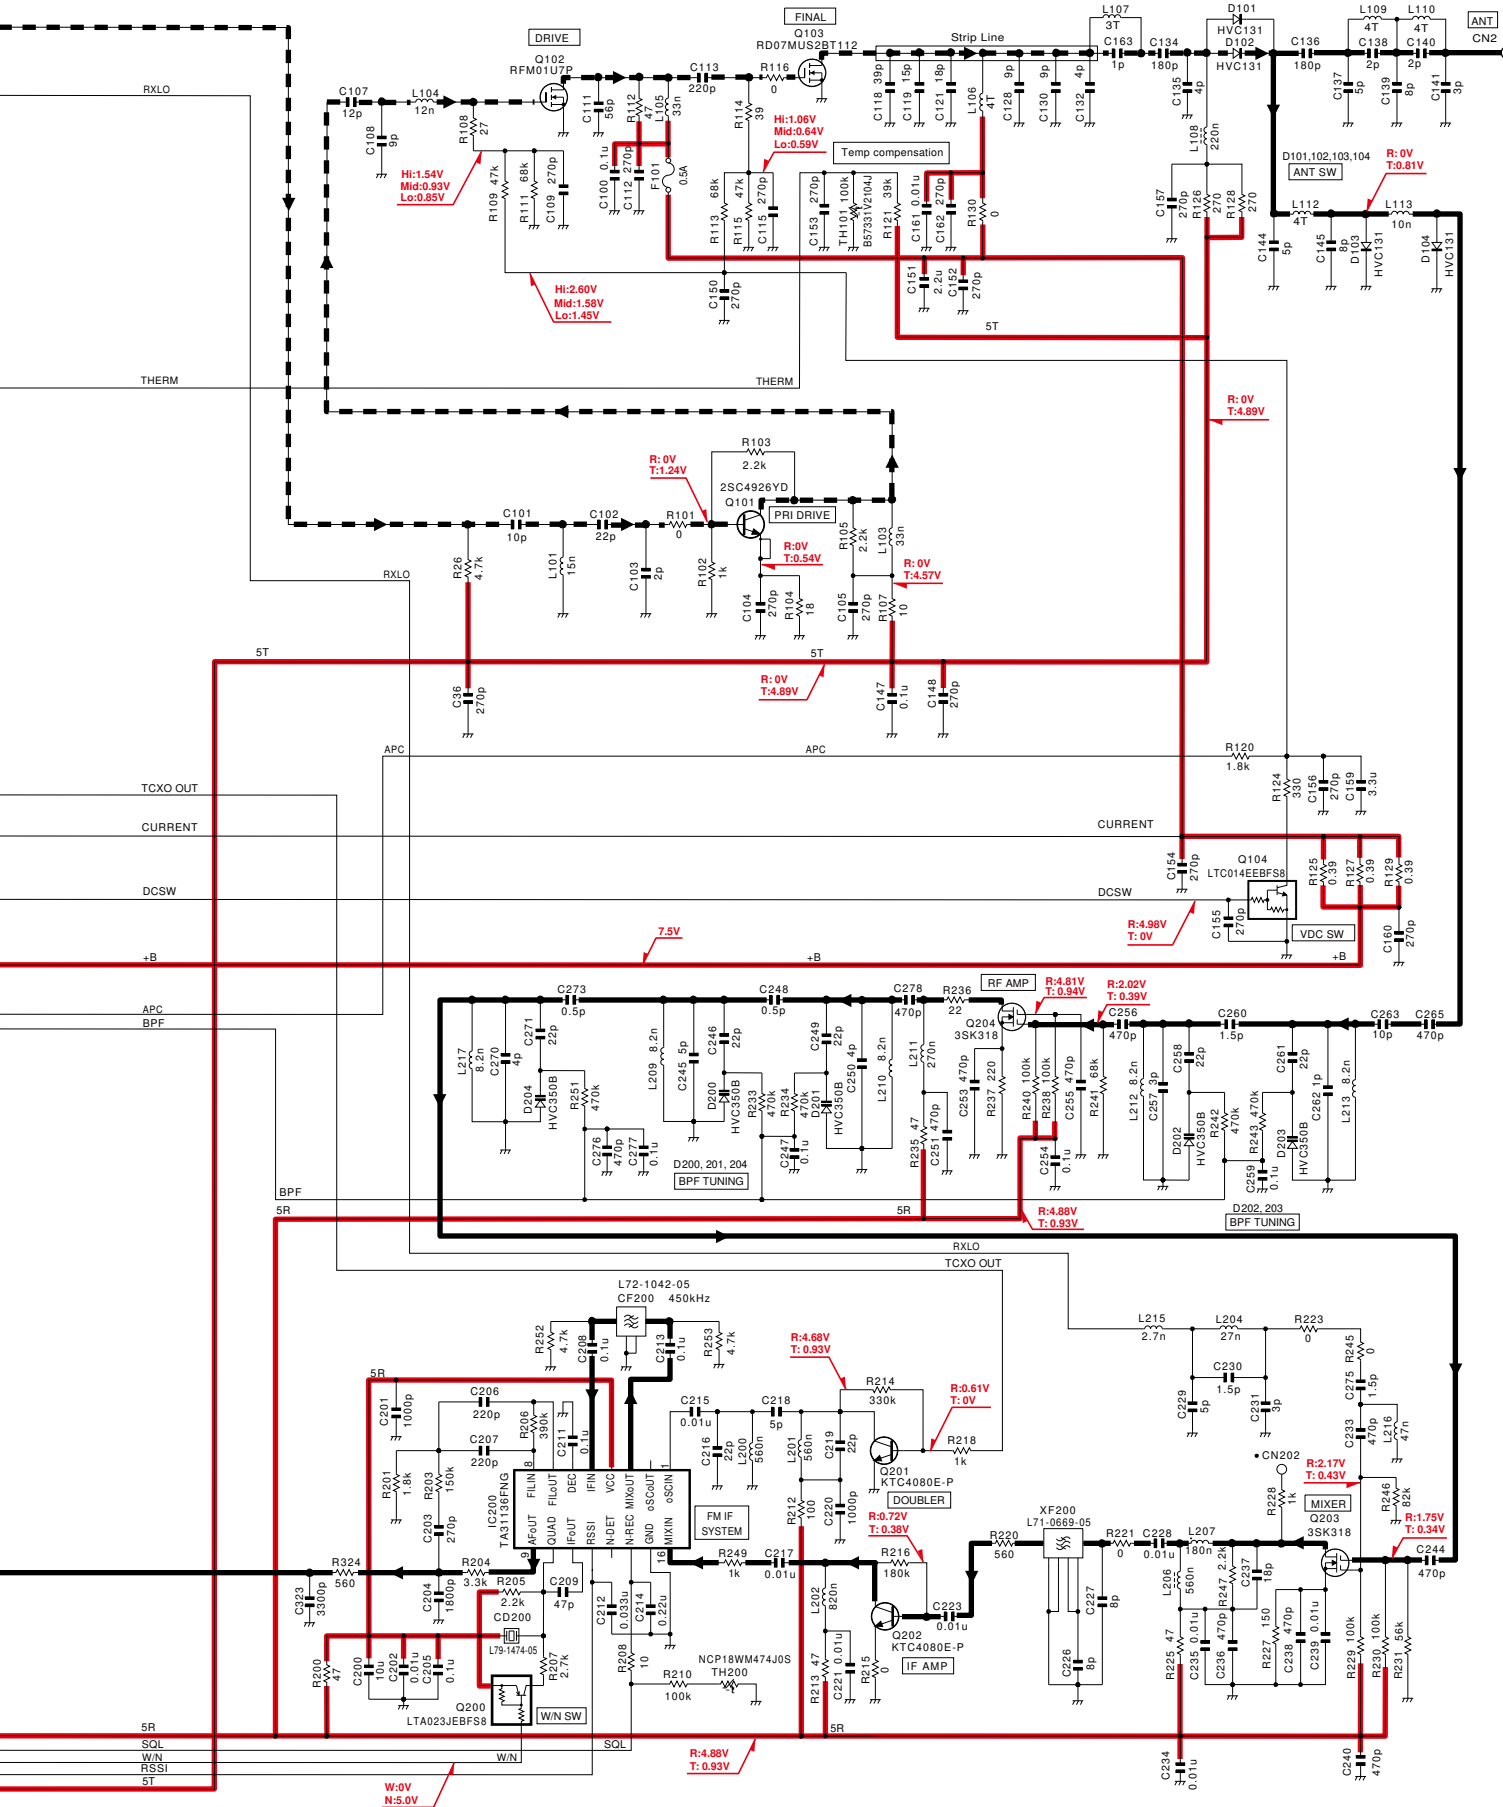 L107
3T
D101
HVC131
D102
HVC131
L109
4T
L110
4T
ANT
CN2
FINAL
Q103
RD07MUS2BT112
DRIVE
Q102
RFM01U7P
Strip Line
C163
1p
C134
180p
C136
180p
C138
2p
C140
2p
C137
5p
C139
8p
C141
3p
RXLO
C107
12p
L104
12n
C108
9p
R108
27
C111
56p
R112
47
L105
33n
C113
220p
R116
0
R114
39
C118 39p
C119 15p
C121 18p
L106
4T
C128 9p
C130 9p
C132 4p
C135
4p
L108
220n
Hi:1.06V
Mid:0.64V
Lo:0.59V
Temp compensation
Hi:1.54V
Mid:0.93V
Lo:0.85V
R109 47k
R111 68k
C109 270p
C100 0.1u
C112 270p
F101
0.5A
R113 68k
R115 47k
C115 270p
C153 270p
TH101 100k
B57331V2104J
R121 39k
C161 0.01u
C162 270p
R130
0
C157
270p
R126
270
R128
270
D101,102,103,104
ANT SW
R: 0V
T:0.81V
L112
4T
L113
10n
C144
5p
C145
8p
D103
HVC131
D104
HVC131
Hi:2.60V
Mid:1.58V
Lo:1.45V
C150
270p
C151
2.2u
C152
270p
5T
THERM
THERM
R: 0V
T:4.89V
R103
2.2k
R: 0V
T:1.24V
2SC4926YD
Q101
PRI DRIVE
C101
10p
C102
22p
R101
0
R26
4.7k
L101
15n
C103
2p
R102
1k
R:0V
T:0.54V
R105
2.2k
L103
33n
R: 0V
T:4.57V
C104
270p
R104
18
C105
270p
R107
10
RXLO
5T
5T
R: 0V
T:4.89V
C36
270p
C147
0.1u
C148
270p
APC
APC
R120
1.8k
R124
330
C156
270p
C159
3.3u
TCXO OUT
CURRENT
CURRENT
C154
270p
Q104
LTC014EEBFS8
R125
0.39
R127
0.39
R129
0.39
DCSW
DCSW
R:4.98V
T: 0V
C155
270p
VDC SW
C160
270p
7.5V
+B
+B
+B
APC
BPF
C273
0.5p
C248
0.5p
C278
470p
R236
22
RF AMP
Q204
3SK318
R:4.81V
T: 0.94V
R:2.02V
T: 0.39V
C256
470p
C260
1.5p
C263
10p
C265
470p
L217
8.2n
C270
4p
C271
22p
D204
HVC350B
R251
470k
L209 8.2n
C245 5p
C246
22p
D200
HVC350B
R233
470k
R234
470k
C249
22p
D201
HVC350B
C250 4p
L210 8.2n
L211
270n
C253 470p
R237 220
R240 100k
R238 100k
C255 470p
R241 68k
L212 8.2n
C257 3p
C258
22p
D202
HVC350B
R242
470k
R243 470k
C261
22p
D203
HVC350B
C262 1p
L213 8.2n
C276
470p
C277
0.1u
C247
0.1u
R235 47
C251 470p
C254
0.1u
C259
0.1u
D200, 201, 204
BPF TUNING
D202, 203
BPF TUNING
BPF
5R
5R
R:4.88V
T: 0.93V
RXLO
TCXO OUT
L72-1042-05
CF200 450kHz
R252
4.7k
C208
0.1u
C213
0.1u
R253
4.7k
R:4.68V
T: 0.93V
L215
2.7n
L204
27n
R223
0
C230
1.5p
C229
5p
C231
3p
R245
0
C275
1.5p
C233
470p
L216
47n
5R
C201
1000p
C206
220p
C207
220p
R206
390k
C211
0.1u
C215
0.01u
C218
5p
R214
330k
R:0.61V
T: 0V
C216
22p
L200
560n
L201
560n
C219
22p
R218
1k
Q201
KTC4080E-P
DOUBLER
R201
1.8k
R203
150k
C203
270p
IC200
TA31136FNG
8
1
FILIN
FILoUT
DEC
IFIN
VCC
MIXoUT
oSCoUT
oSCIN
AFoUT
QUAD
IFoUT
RSSI
N-DET
N-REC
GND
MIXIN
9
16
FM IF
SYSTEM
R212
100
C220
1000p
R:0.72V
T: 0.38V
CN202
R228
1k
R:2.17V
T: 0.43V
R246
82k
MIXER
Q203
3SK318
R:1.75V
T: 0.34V
XF200
L71-0669-05
R220
560
R221
0
C228
0.01u
L207
180n
C244
470p
R249
1k
C217
0.01u
R216
180k
R324
560
R204
3.3k
R205
2.2k
C209
47p
C323
3300p
C204
1800p
CD200
L79-1474-05
C212
0.033u
C214
0.22u
L202
820n
C223
0.01u
Q202
KTC4080E-P
IF AMP
C227
8p
L206
560n
R247 2.2k
C237
18p
R200
47
C200
10u
C202
0.01u
C205
0.1u
R207
2.7k
R208
10
NCP18WM474J0S
R210
100k
TH200
R213 47
C221 0.01u
R215
0
C226
8p
R225 47
C235 0.01u
C236 470p
R227 150
C238 470p
C239 0.01u
R229 100k
R230 100k
R231 56k
Q200
LTA023JEBFS8
W/N SW
5R
SQL
W/N
RSSI
5T
W/N
SQL
5R
R:4.88V
T: 0.93V
W:0V
N:5.0V
C234
0.01u
C240
470p